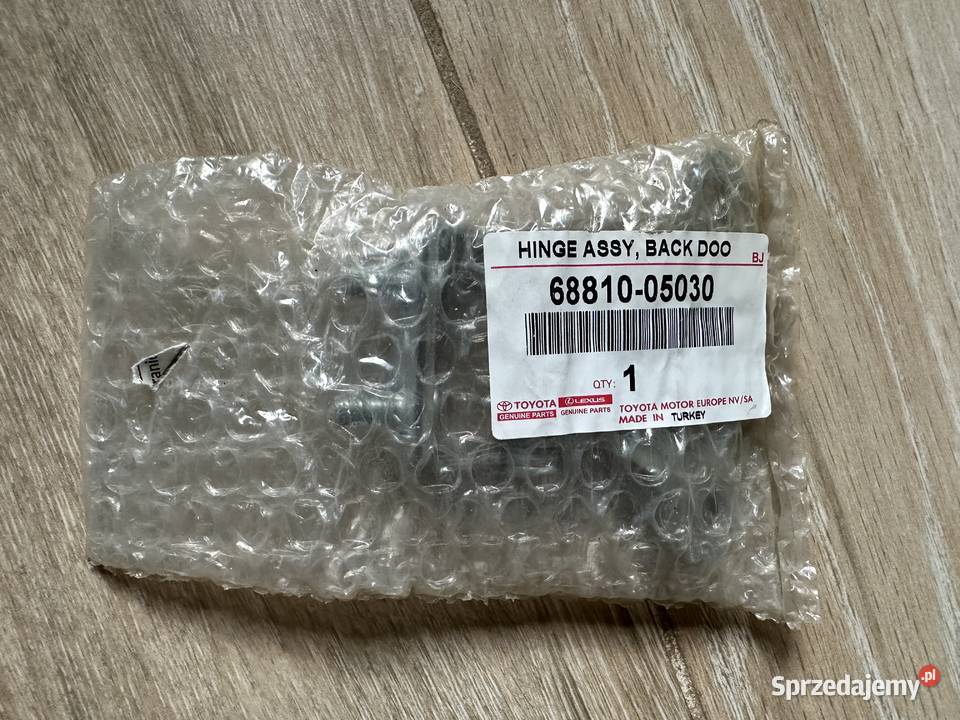 HINGE ASSY, BACK DOO
BJ
68810-05030
QTY: 1
TOYOTA
GENUINE PARTS
LEXUS
GENUINE PARTS
TOYOTA MOTOR EUROPE NV/SA
MADE IN TURKEY
Sprzedajemy.pl